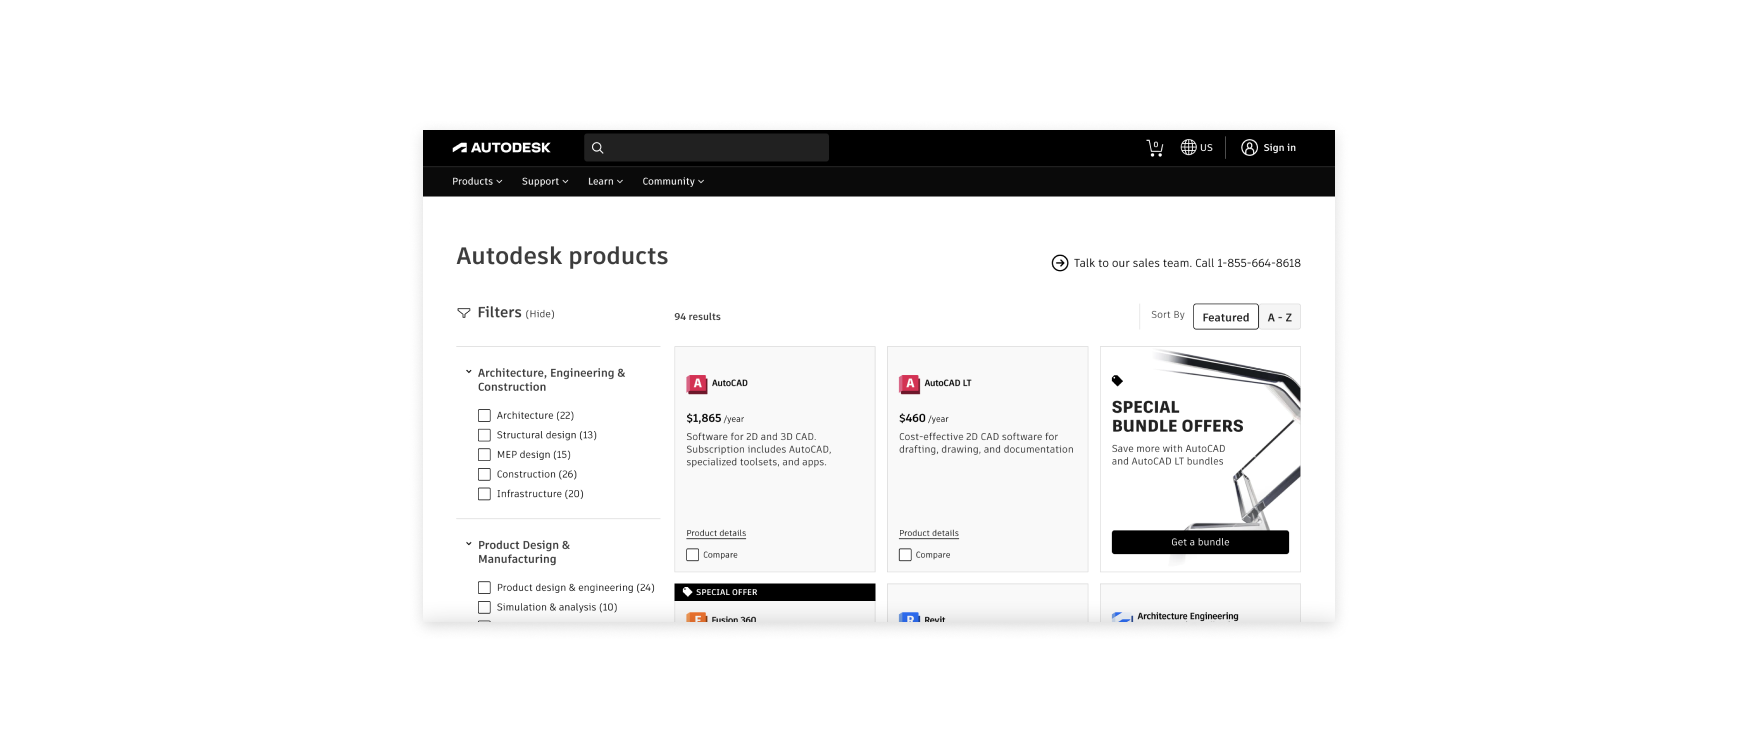 AUTODESK
0
US
Sign in
Products
Support
Learn
Community
Autodesk products
Talk to our sales team. Call 1-855-664-8618
Filters (Hide)
94 results
Sort By
Featured
A - Z
Architecture, Engineering &
Construction
Architecture (22)
Structural design (13)
MEP design (15)
Construction (26)
Infrastructure (20)
Product Design &
Manufacturing
Product design & engineering (24)
Simulation & analysis (10)
A AutoCAD
$1,865 /year
Software for 2D and 3D CAD.
Subscription includes AutoCAD,
specialized toolsets, and apps.
Product details
Compare
A AutoCAD LT
$460 /year
Cost-effective 2D CAD software for
drafting, drawing, and documentation
Product details
Compare
SPECIAL
BUNDLE OFFERS
Save more with AutoCAD
and AutoCAD LT bundles
Get a bundle
SPECIAL OFFER
F Fusion 360
R Revit
Architecture Engineering